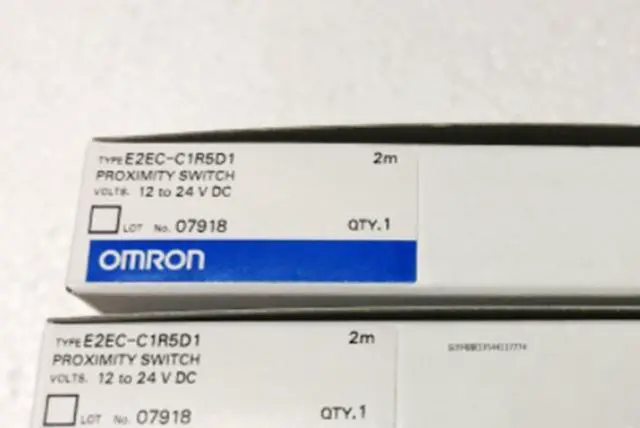 TYPE E2EC-C1R5D1 2m
PROXIMITY SWITCH
VOLTS. 12 to 24 V DC
LOT No. 07918 QTY.1
OMRON
TYPE E2EC-C1R5D1 2m
PROXIMITY SWITCH
VOLTS. 12 to 24 V DC
LOT No. 07918 QTY.1